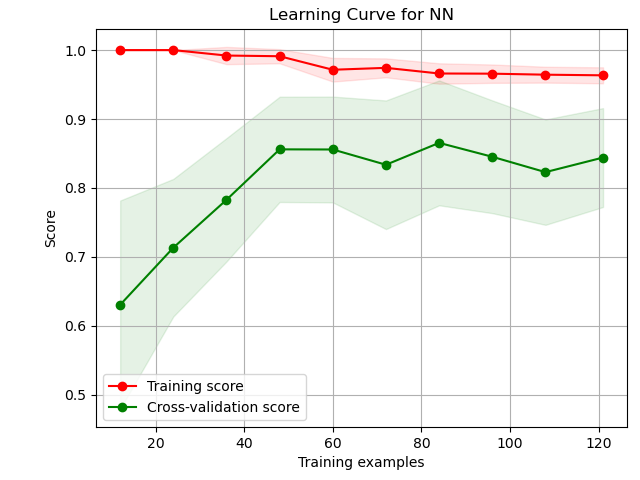 Learning Curve for NN
1.0
0.9
0.8
0.7
0.6
0.5
Score
Training score
Cross-validation score
20 40 60 80 100 120
Training examples